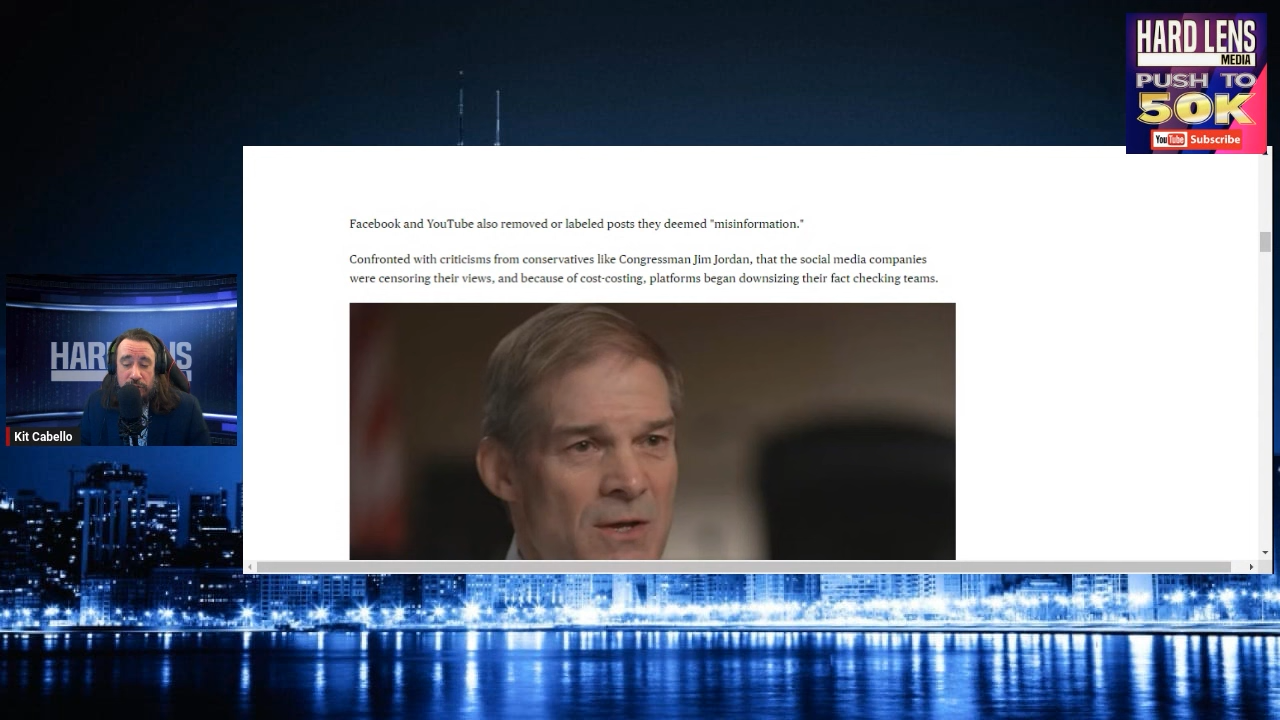 HARD LENS
MEDIA
PUSH TO
50K
YouTube Subscribe
Facebook and YouTube also removed or labeled posts they deemed "misinformation."
Confronted with criticisms from conservatives like Congressman Jim Jordan, that the social media companies
were censoring their views, and because of cost-costing, platforms began downsizing their fact checking teams.
Kit Cabello